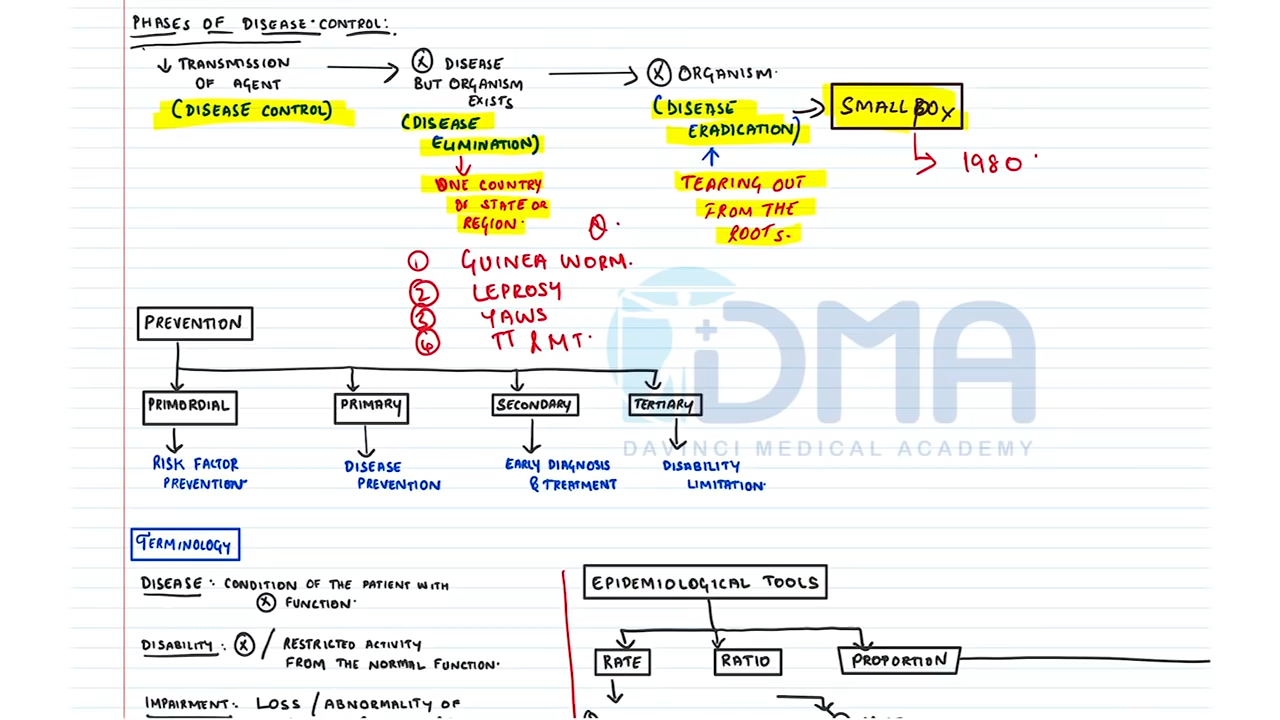 PHASES OF DISEASE CONTROL:
↓ TRANSMISSION
OF AGENT
(DISEASE CONTROL)
Ⓧ DISEASE
BUT ORGANISM
EXISTS
(DISEASE
ELIMINATION)
ONE COUNTRY
OF STATE OR
REGION.
Ⓧ ORGANISM.
(DISEASE
ERADICATION)
TEARING OUT
FROM THE
ROOTS.
SMALL POX
1980
① GUINEA WORM.
② LEPROSY
③ YAWS
④ TT & MT.
PREVENTION
PRIMORDIAL
PRIMARY
SECONDARY
TERTIARY
RISK FACTOR
PREVENTION
DISEASE
PREVENTION
EARLY DIAGNOSIS
& TREATMENT
DISABILITY
LIMITATION.
DMA
DAVINCI MEDICAL ACADEMY
TERMINOLOGY
DISEASE: CONDITION OF THE PATIENT WITH
Ⓧ FUNCTION.
DISABILITY: Ⓧ / RESTRICTED ACTIVITY
FROM THE NORMAL FUNCTION.
IMPAIRMENT: LOSS / ABNORMALITY OF
EPIDEMIOLOGICAL TOOLS
RATE
RATIO
PROPORTION